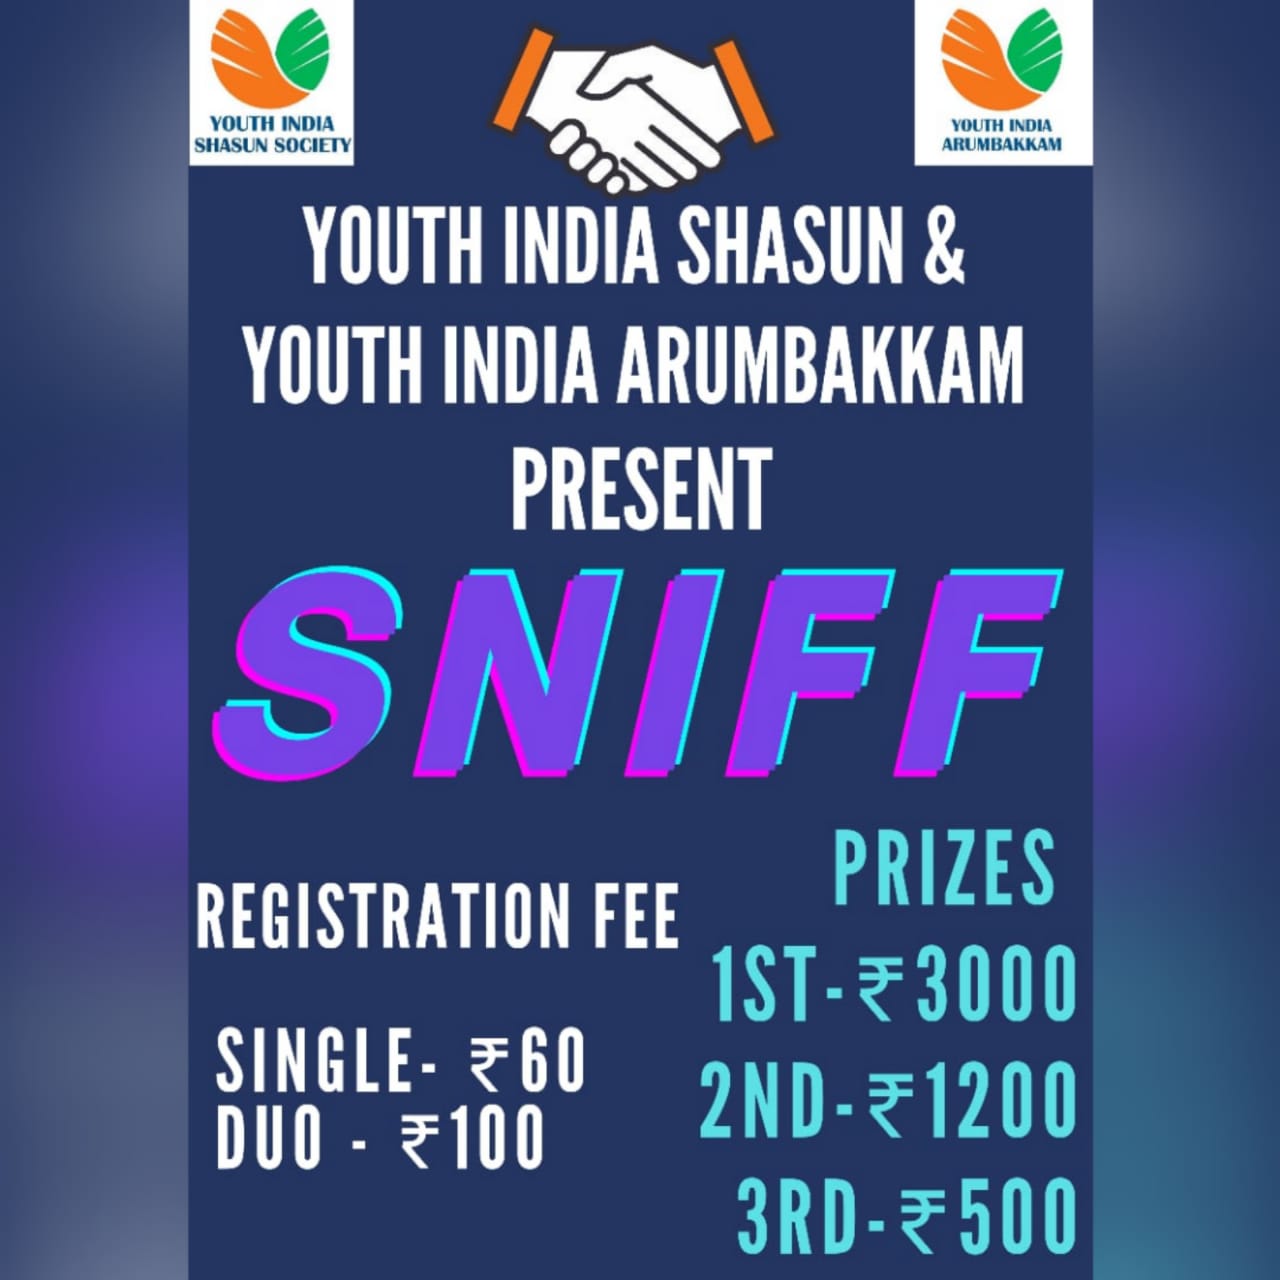 YOUTH INDIA
SHASUN SOCIETY
YOUTH INDIA
ARUMBAKKAM
YOUTH INDIA SHASUN &
YOUTH INDIA ARUMBAKKAM
PRESENT
SNIFF
REGISTRATION FEE
SINGLE- ₹60
DUO - ₹100
PRIZES
1ST-₹3000
2ND-₹1200
3RD-₹500